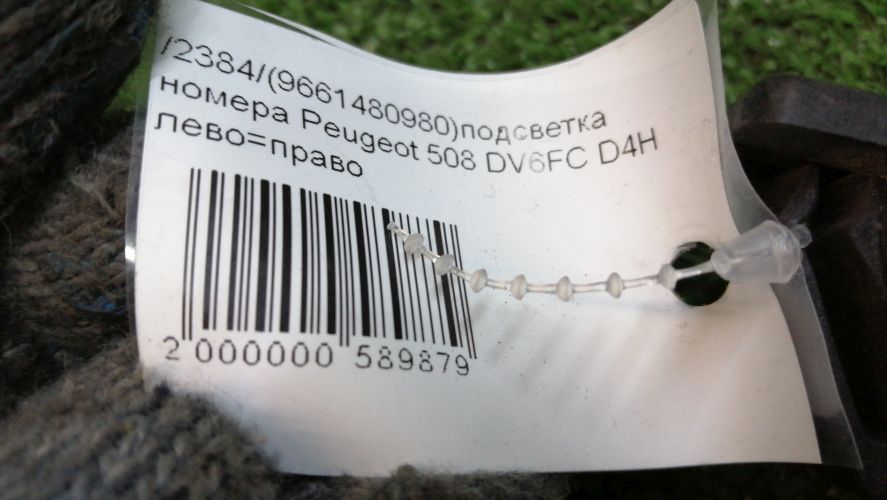 /2384/(9661480980)подсветка
номера Peugeot 508 DV6FC D4H
лево=право
2 000000 589879